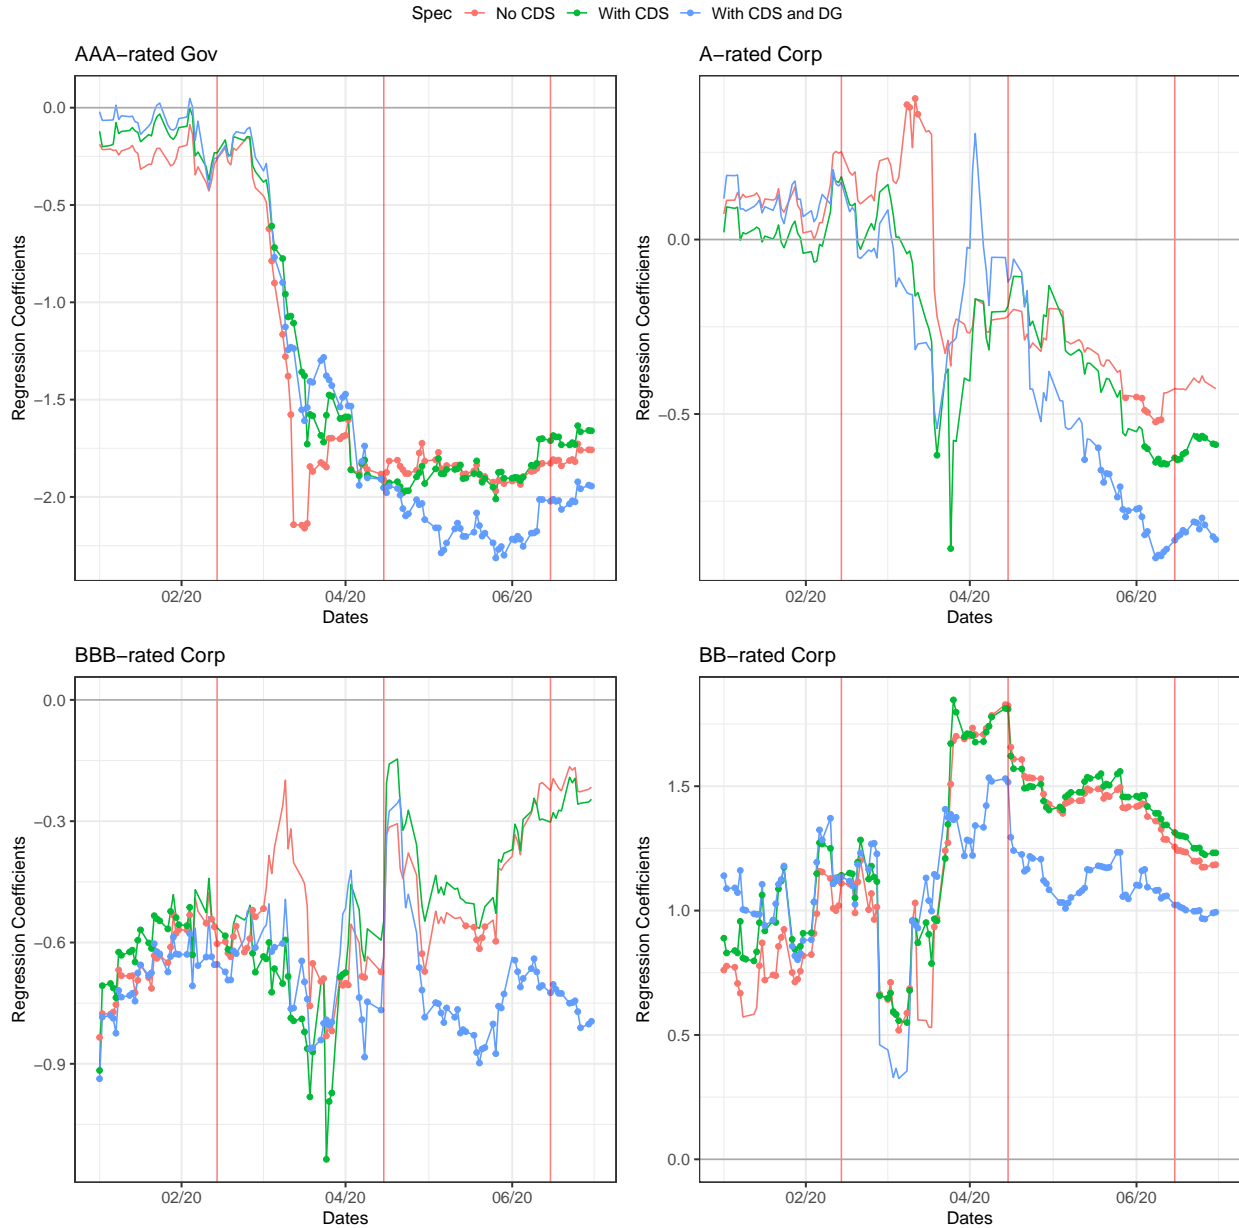 Spec No CDS With CDS With CDS and DG
AAA−rated Gov
0.0
−0.5
−1.0
−1.5
−2.0
Regression Coefficients
02/20 04/20 06/20
Dates
A−rated Corp
0.0
−0.5
Regression Coefficients
02/20 04/20 06/20
Dates
BBB−rated Corp
0.0
−0.3
−0.6
−0.9
Regression Coefficients
02/20 04/20 06/20
Dates
BB−rated Corp
1.5
1.0
0.5
0.0
Regression Coefficients
02/20 04/20 06/20
Dates